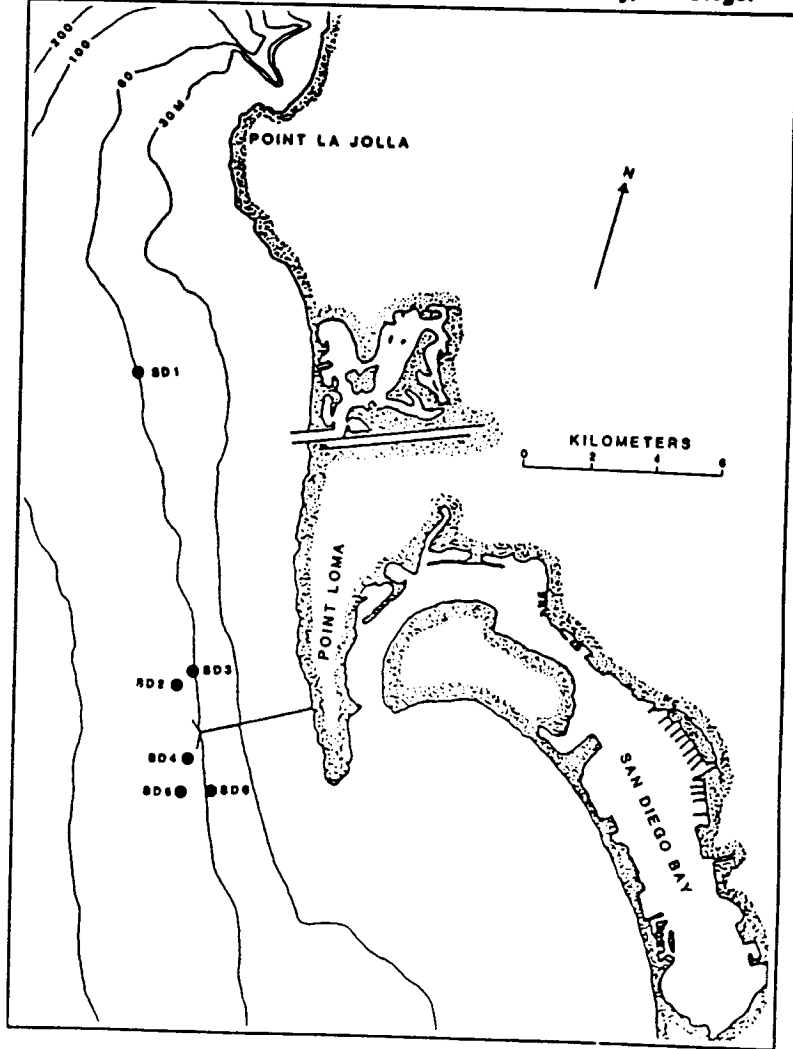 200
100
60
30 M
POINT LA JOLLA
N
SD1
KILOMETERS
0 2 4 6
POINT LOMA
SD3
SD2
SD4
SD5
SD6
SAN DIEGO BAY